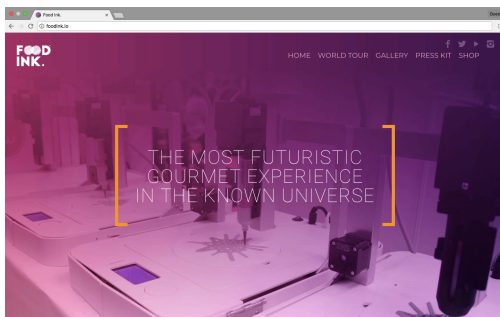 Food Ink.
foodink.io
FOOD
INK.
HOME WORLD TOUR GALLERY PRESS KIT SHOP
THE MOST FUTURISTIC
GOURMET EXPERIENCE
IN THE KNOWN UNIVERSE